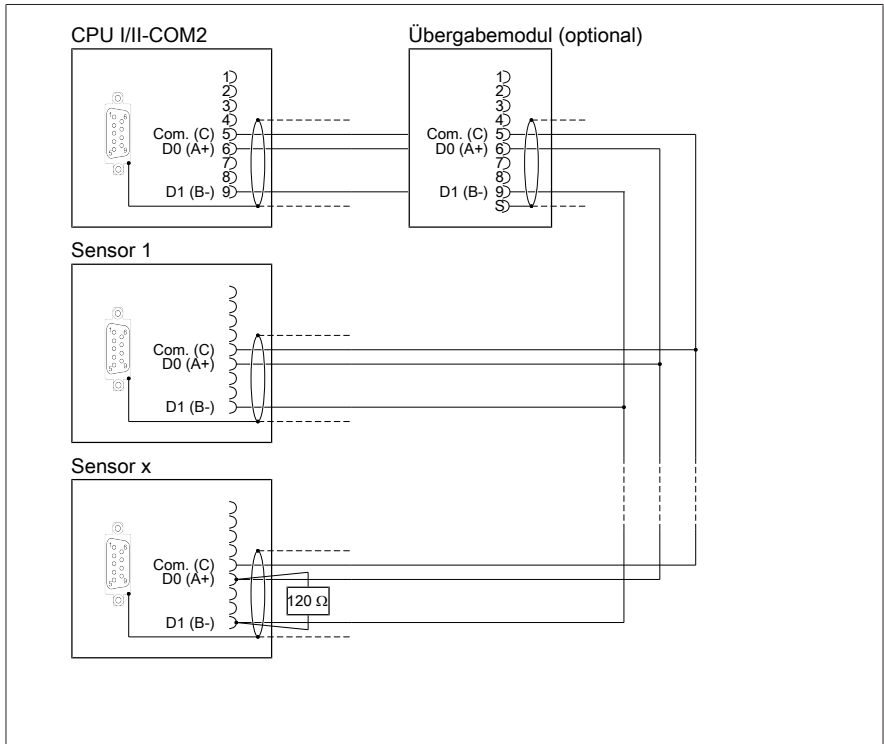 CPU I/II-COM2
1
2
3
4
Com. (C) 5
D0 (A+) 6
7
8
D1 (B-) 9
Übergabemodul (optional)
1
2
3
4
Com. (C) 5
D0 (A+) 6
7
8
D1 (B-) 9
S
Sensor 1
Com. (C)
D0 (A+)
D1 (B-)
Sensor x
Com. (C)
D0 (A+)
120 Ω
D1 (B-)